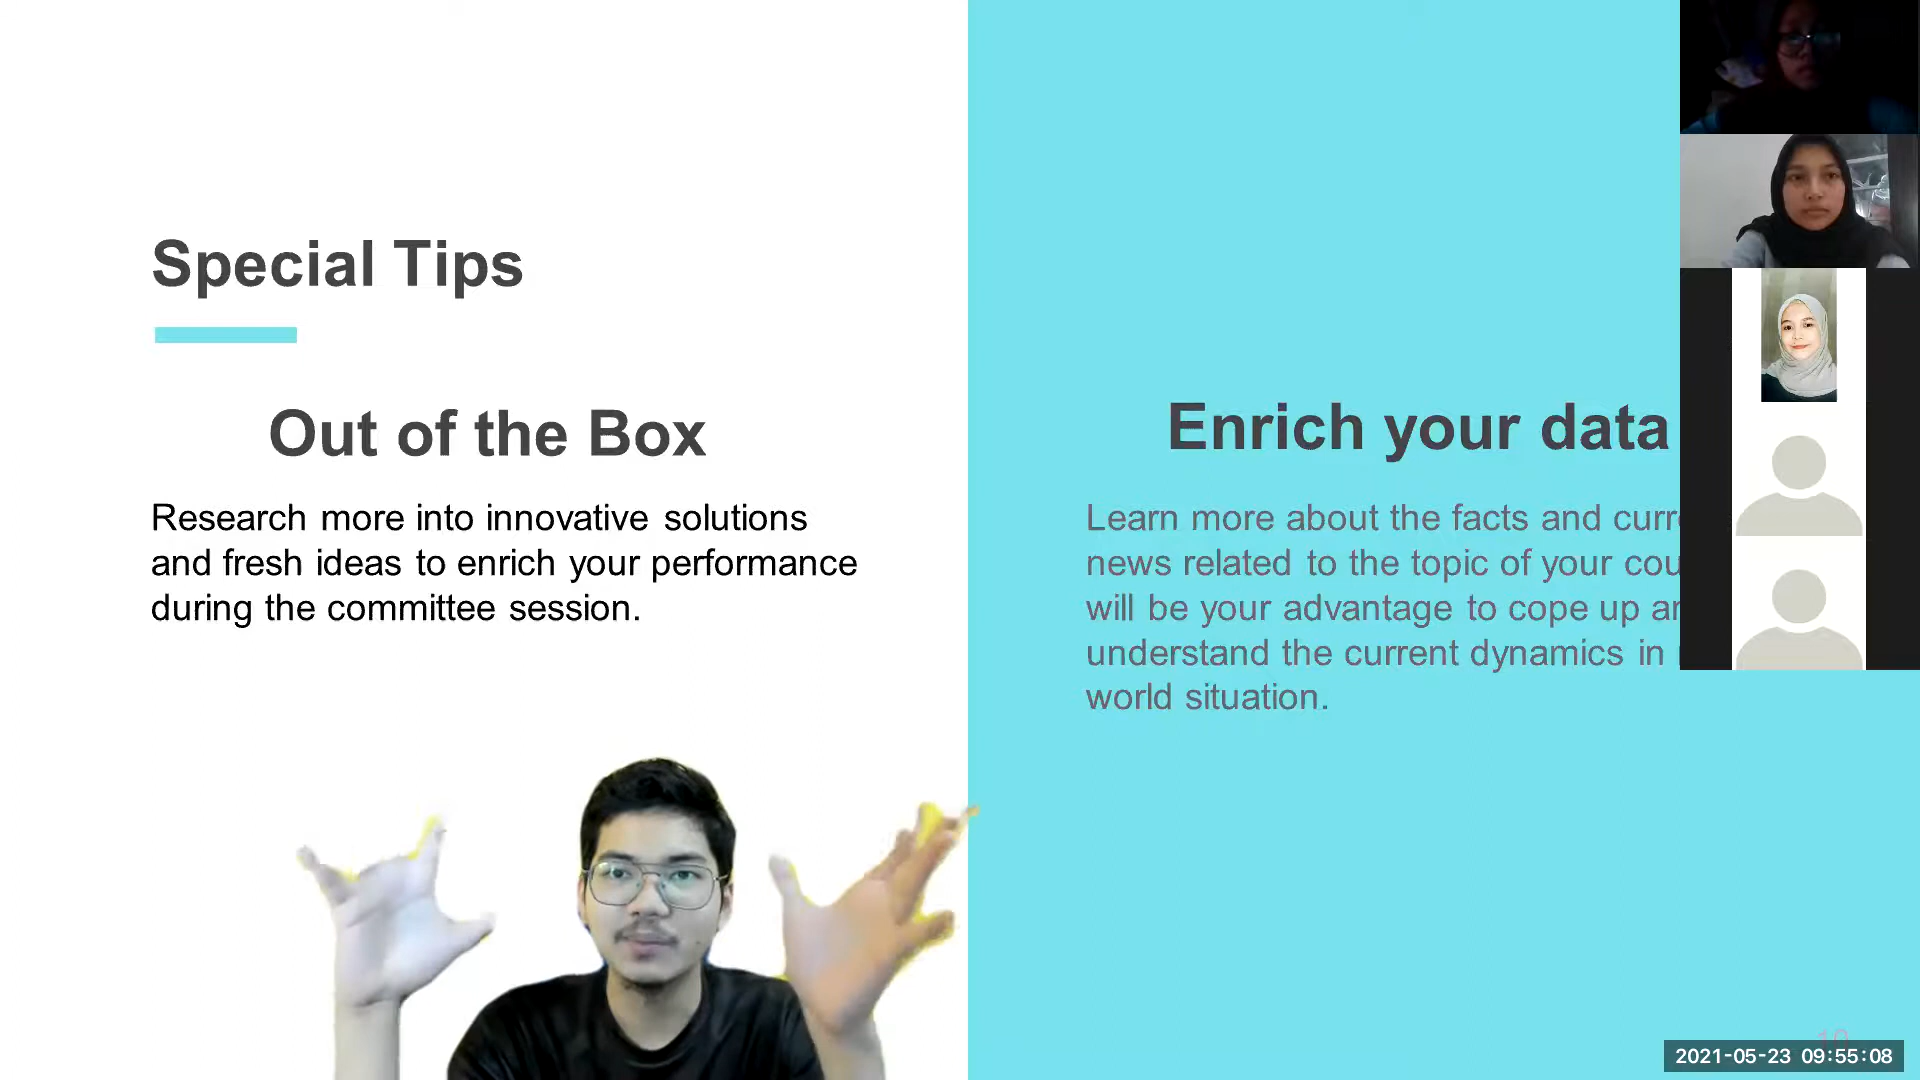 Special Tips
Out of the Box
Research more into innovative solutions
and fresh ideas to enrich your performance
during the committee session.
Enrich your data
Learn more about the facts and
news related to the topic of your
will be your advantage to cope up
understand the current dynamics in
world situation.
10
2021-05-23 09:55:08